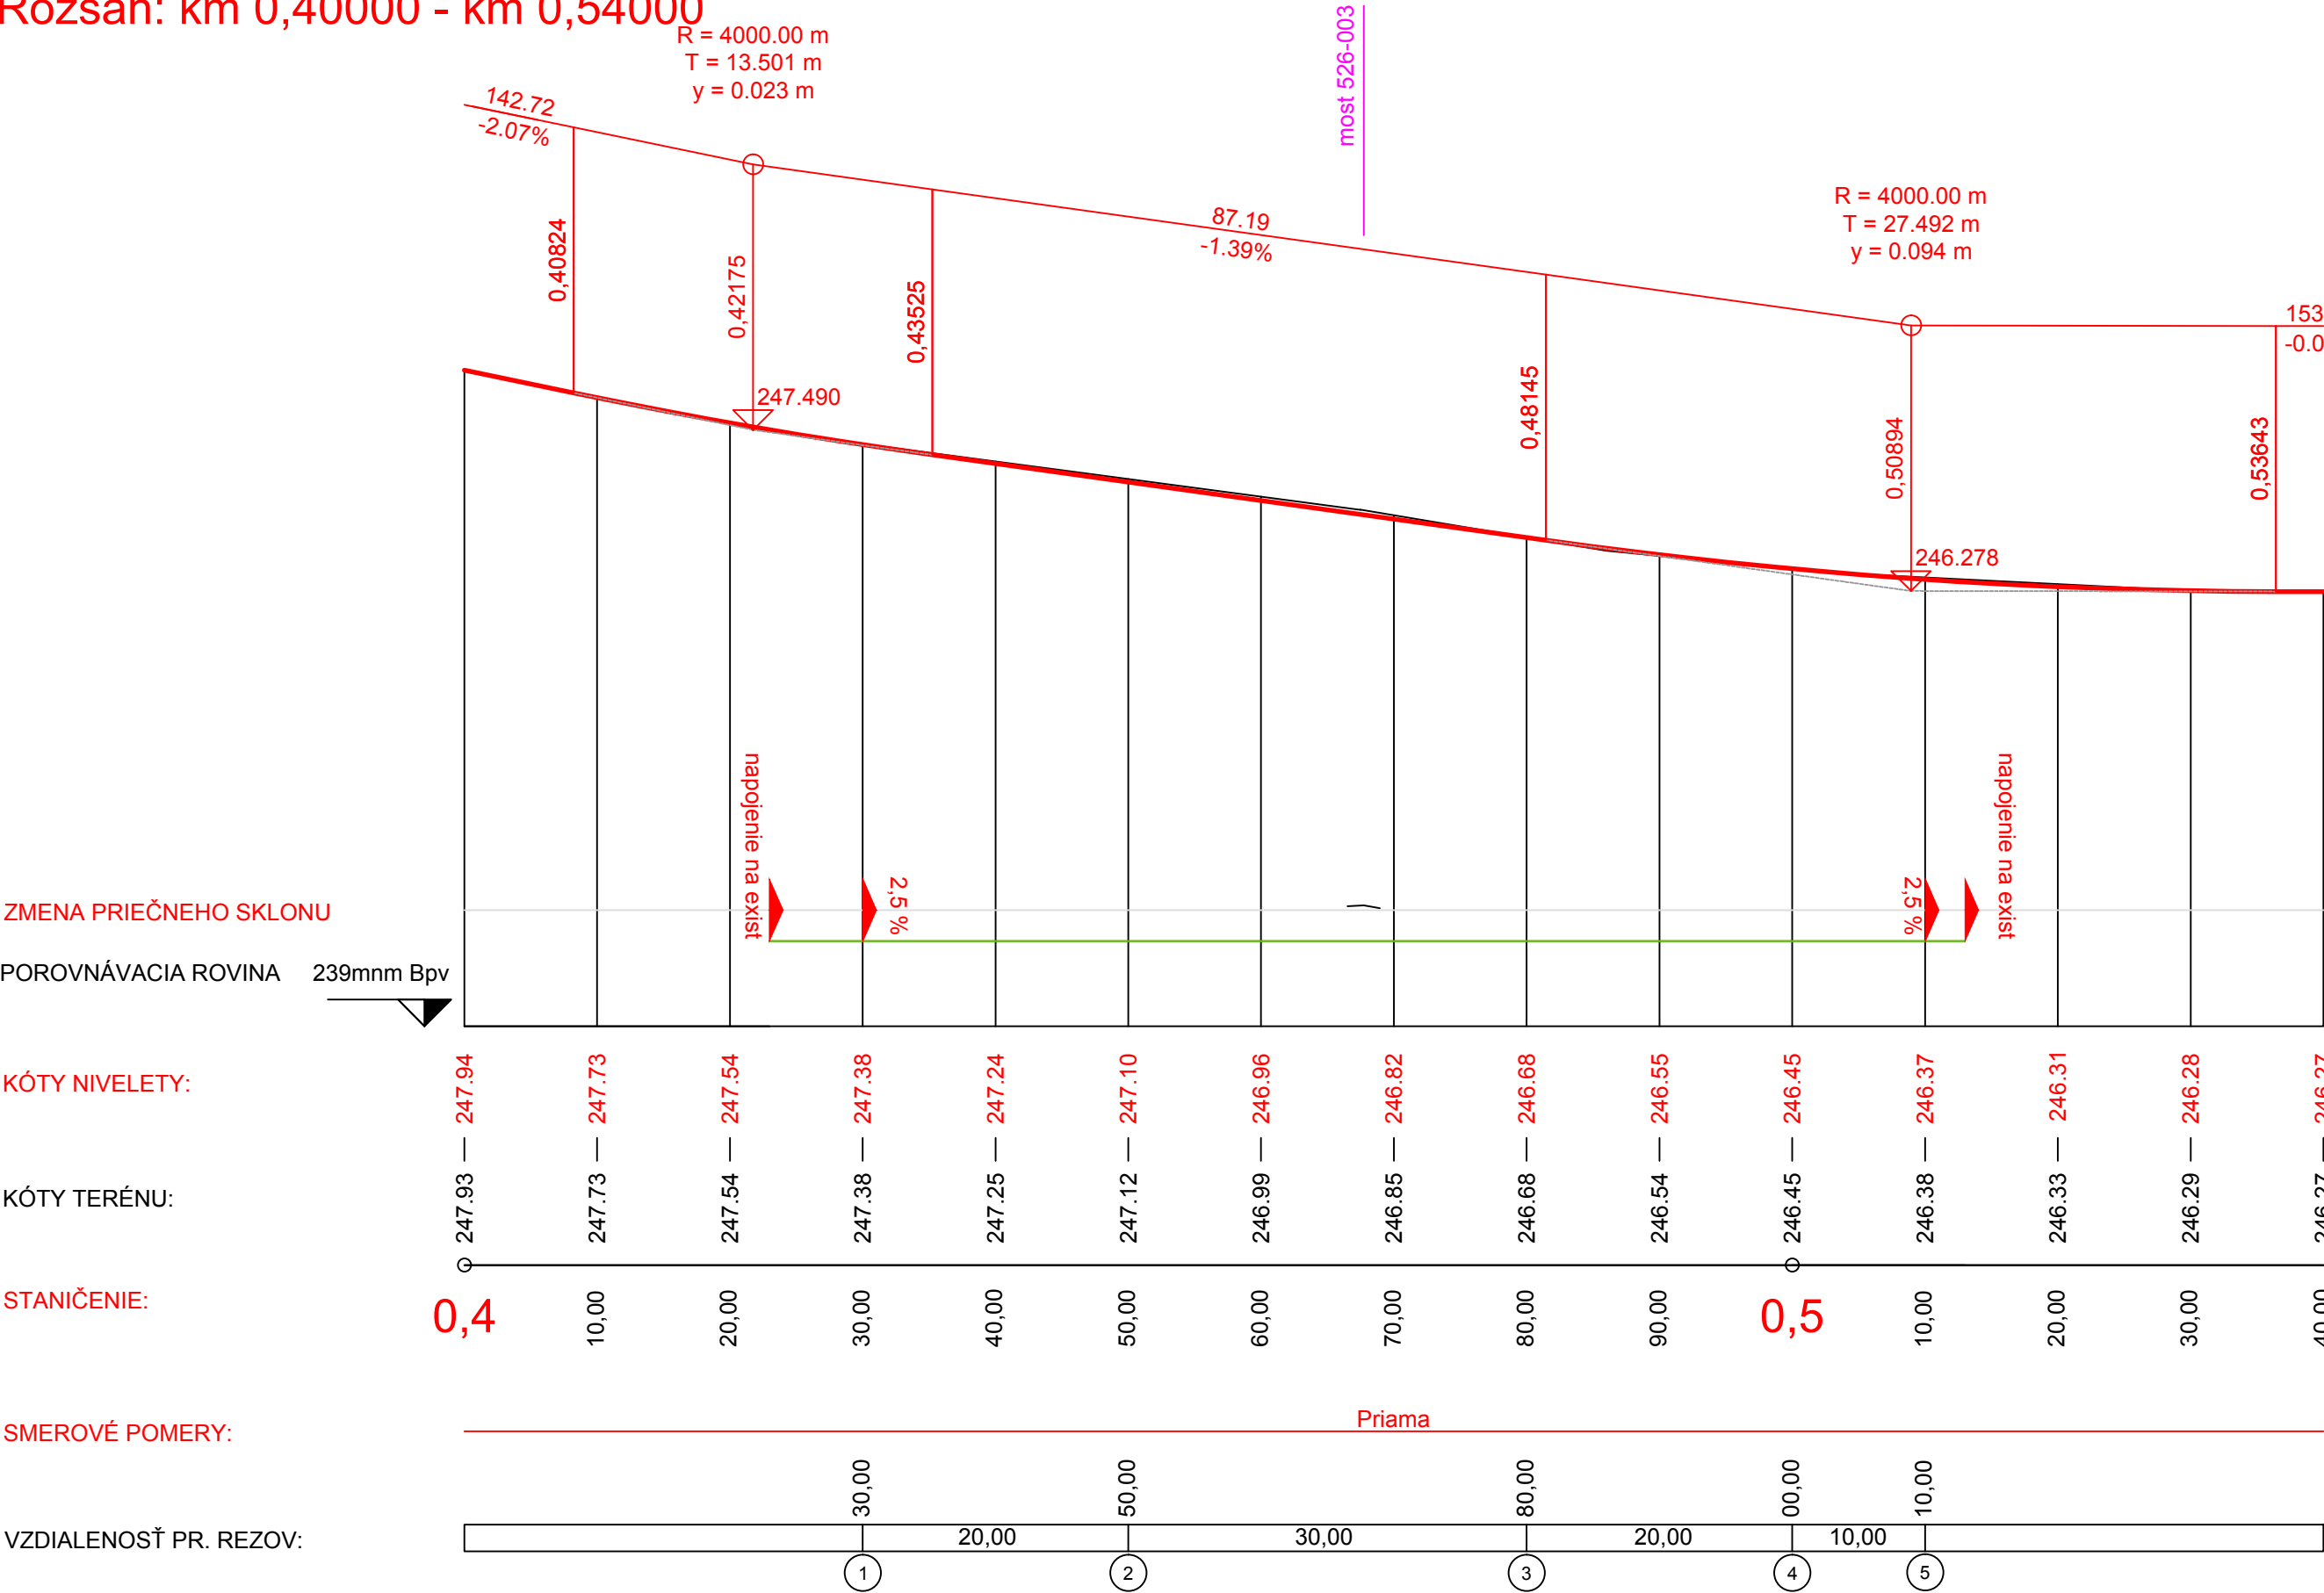 Rozsah: km 0,40000 - km 0,54000
R = 4000.00 m
T = 13.501 m
y = 0.023 m
most 526-003
142.72
-2.07%
R = 4000.00 m
T = 27.492 m
y = 0.094 m
87.19
-1.39%
0,40824
0,42175
0,43525
0,48145
0,50894
0,53643
153
-0.0
247.490
246.278
napojenie na exist
2,5 %
2,5 %
napojenie na exist
ZMENA PRIEČNEHO SKLONU
POROVNÁVACIA ROVINA 239mnm Bpv
KÓTY NIVELETY: 247.94 247.73 247.54 247.38 247.24 247.10 246.96 246.82 246.68 246.55 246.45 246.37 246.31 246.28 246.27
KÓTY TERÉNU: 247.93 247.73 247.54 247.38 247.25 247.12 246.99 246.85 246.68 246.54 246.45 246.38 246.33 246.29 246.27
STANIČENIE: 0,4 10,00 20,00 30,00 40,00 50,00 60,00 70,00 80,00 90,00 0,5 10,00 20,00 30,00 40,00
SMEROVÉ POMERY: Priama
30,00 50,00 80,00 00,00 10,00
VZDIALENOSŤ PR. REZOV: 20,00 30,00 20,00 10,00
1 2 3 4 5